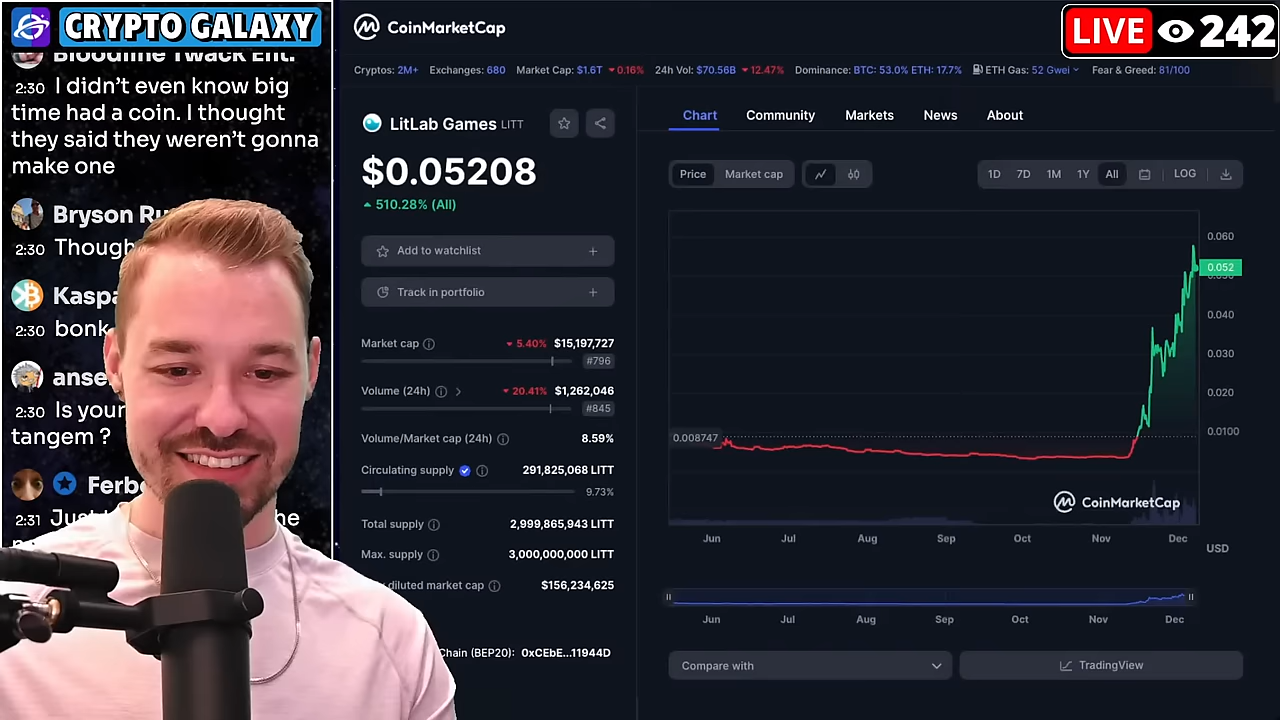 CRYPTO GALAXY
Bloodline Twack Ent.
2:30 I didn't even know big
time had a coin. I thought
they said they weren't gonna
make one
Bryson
2:30
2:30 bonk
2:30 Is your
tangem ?
2:31
CoinMarketCap
LIVE 242
Cryptos: 2M+ Exchanges: 680 Market Cap: $1.6T 0.16% 24h Vol: $70.56B 12.47% Dominance: BTC: 53.0% ETH: 17.7% ETH Gas: 52 Gwei Fear & Greed: 81/100
LitLab Games LITT
$0.05208
510.28% (All)
Add to watchlist +
Track in portfolio +
Market cap 5.40% $15,197,727
#796
Volume (24h) 20.41% $1,262,046
#845
Volume/Market cap (24h) 8.59%
Circulating supply 291,825,068 LITT
9.73%
Total supply 2,999,865,943 LITT
Max. supply 3,000,000,000 LITT
diluted market cap $156,234,625
(BEP20): 0xCEbE...11944D
Chart Community Markets News About
Price Market cap
1D 7D 1M 1Y All LOG
0.060
0.052
0.040
0.030
0.020
0.0100
0.008747
CoinMarketCap
Jun Jul Aug Sep Oct Nov Dec
USD
Jun Jul Aug Sep Oct Nov Dec
Compare with
TradingView